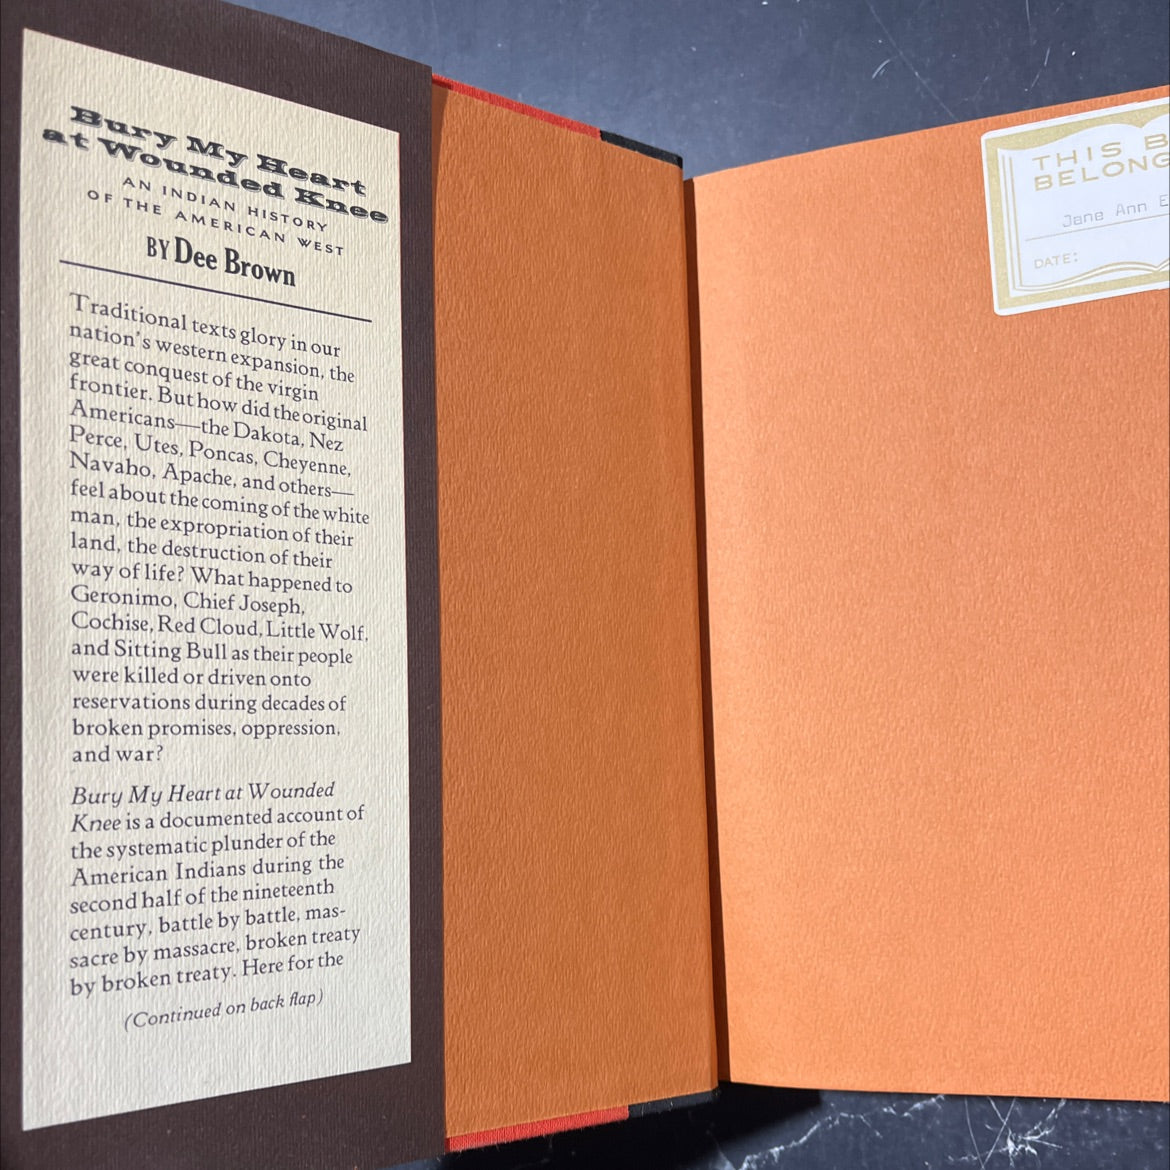 Bury My Heart
at Wounded Knee
AN INDIAN HISTORY
OF THE AMERICAN WEST
BY Dee Brown
Traditional texts glory in our
nation's western expansion, the
great conquest of the virgin
frontier. But how did the original
Americans—the Dakota, Nez
Perce, Utes, Poncas, Cheyenne,
Navaho, Apache, and others—
feel about the coming of the white
man, the expropriation of their
land, the destruction of their
way of life? What happened to
Geronimo, Chief Joseph,
Cochise, Red Cloud, Little Wolf,
and Sitting Bull as their people
were killed or driven onto
reservations during decades of
broken promises, oppression,
and war?
Bury My Heart at Wounded
Knee is a documented account of
the systematic plunder of the
American Indians during the
second half of the nineteenth
century, battle by battle, mas-
sacre by massacre, broken treaty
by broken treaty. Here for the
(Continued on back flap)
THIS B
BELONG
Jane Ann E
DATE: